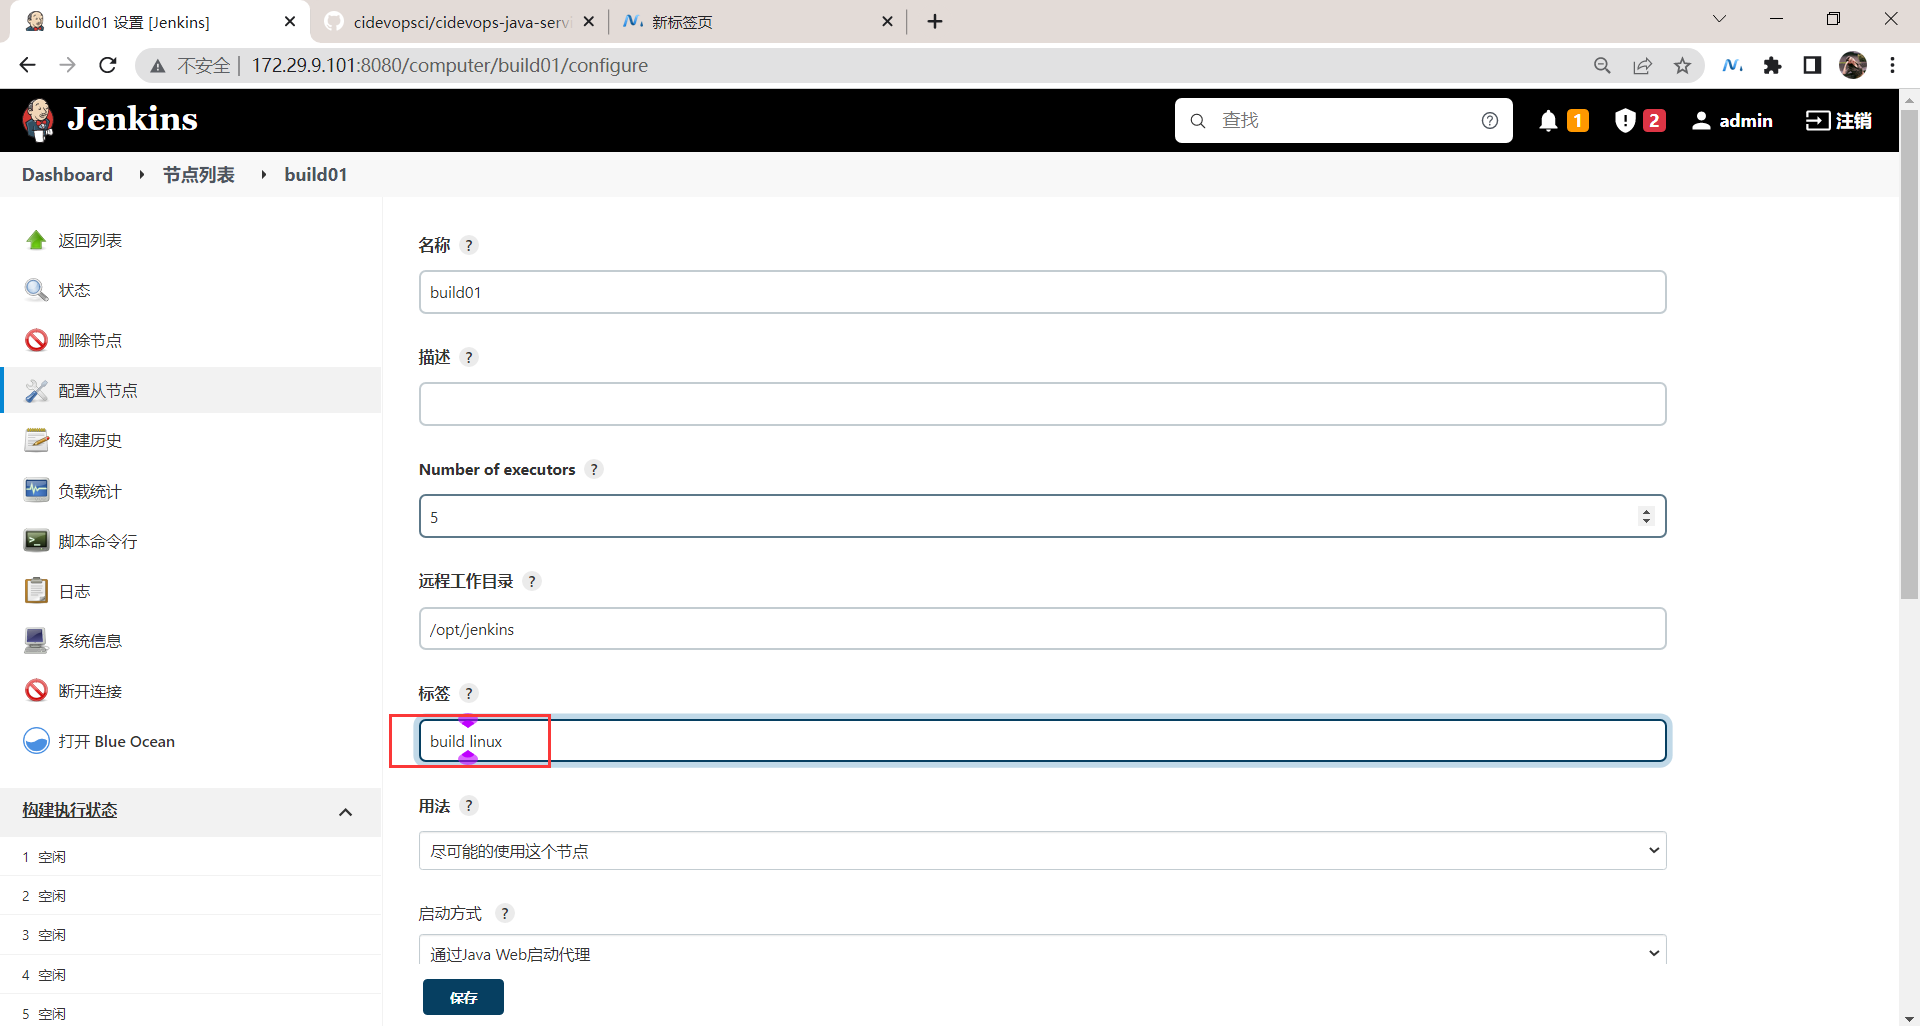 build01 设置 [Jenkins]
cidevopsci/cidevops-java-servi
新标签页
不安全 | 172.29.9.101:8080/computer/build01/configure
Jenkins
查找
1
2
admin
注销
Dashboard
节点列表
build01
返回列表
状态
删除节点
配置从节点
构建历史
负载统计
脚本命令行
日志
系统信息
断开连接
打开 Blue Ocean
构建执行状态
1 空闲
2 空闲
3 空闲
4 空闲
5 空闲
名称 ?
build01
描述 ?
Number of executors ?
5
远程工作目录 ?
/opt/jenkins
标签 ?
build linux
用法 ?
尽可能的使用这个节点
启动方式 ?
通过Java Web启动代理
保存